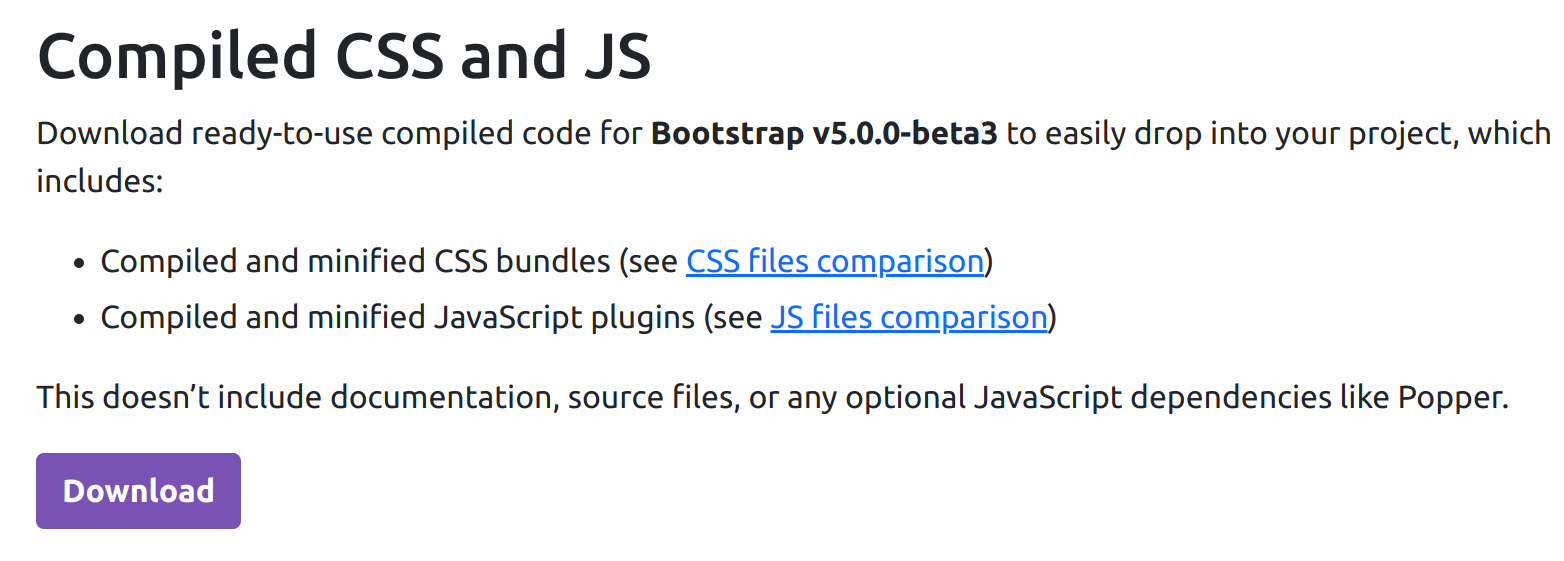 Compiled CSS and JS
Download ready-to-use compiled code for Bootstrap v5.0.0-beta3 to easily drop into your project, which
includes:
• Compiled and minified CSS bundles (see CSS files comparison)
• Compiled and minified JavaScript plugins (see JS files comparison)
This doesn’t include documentation, source files, or any optional JavaScript dependencies like Popper.
Download